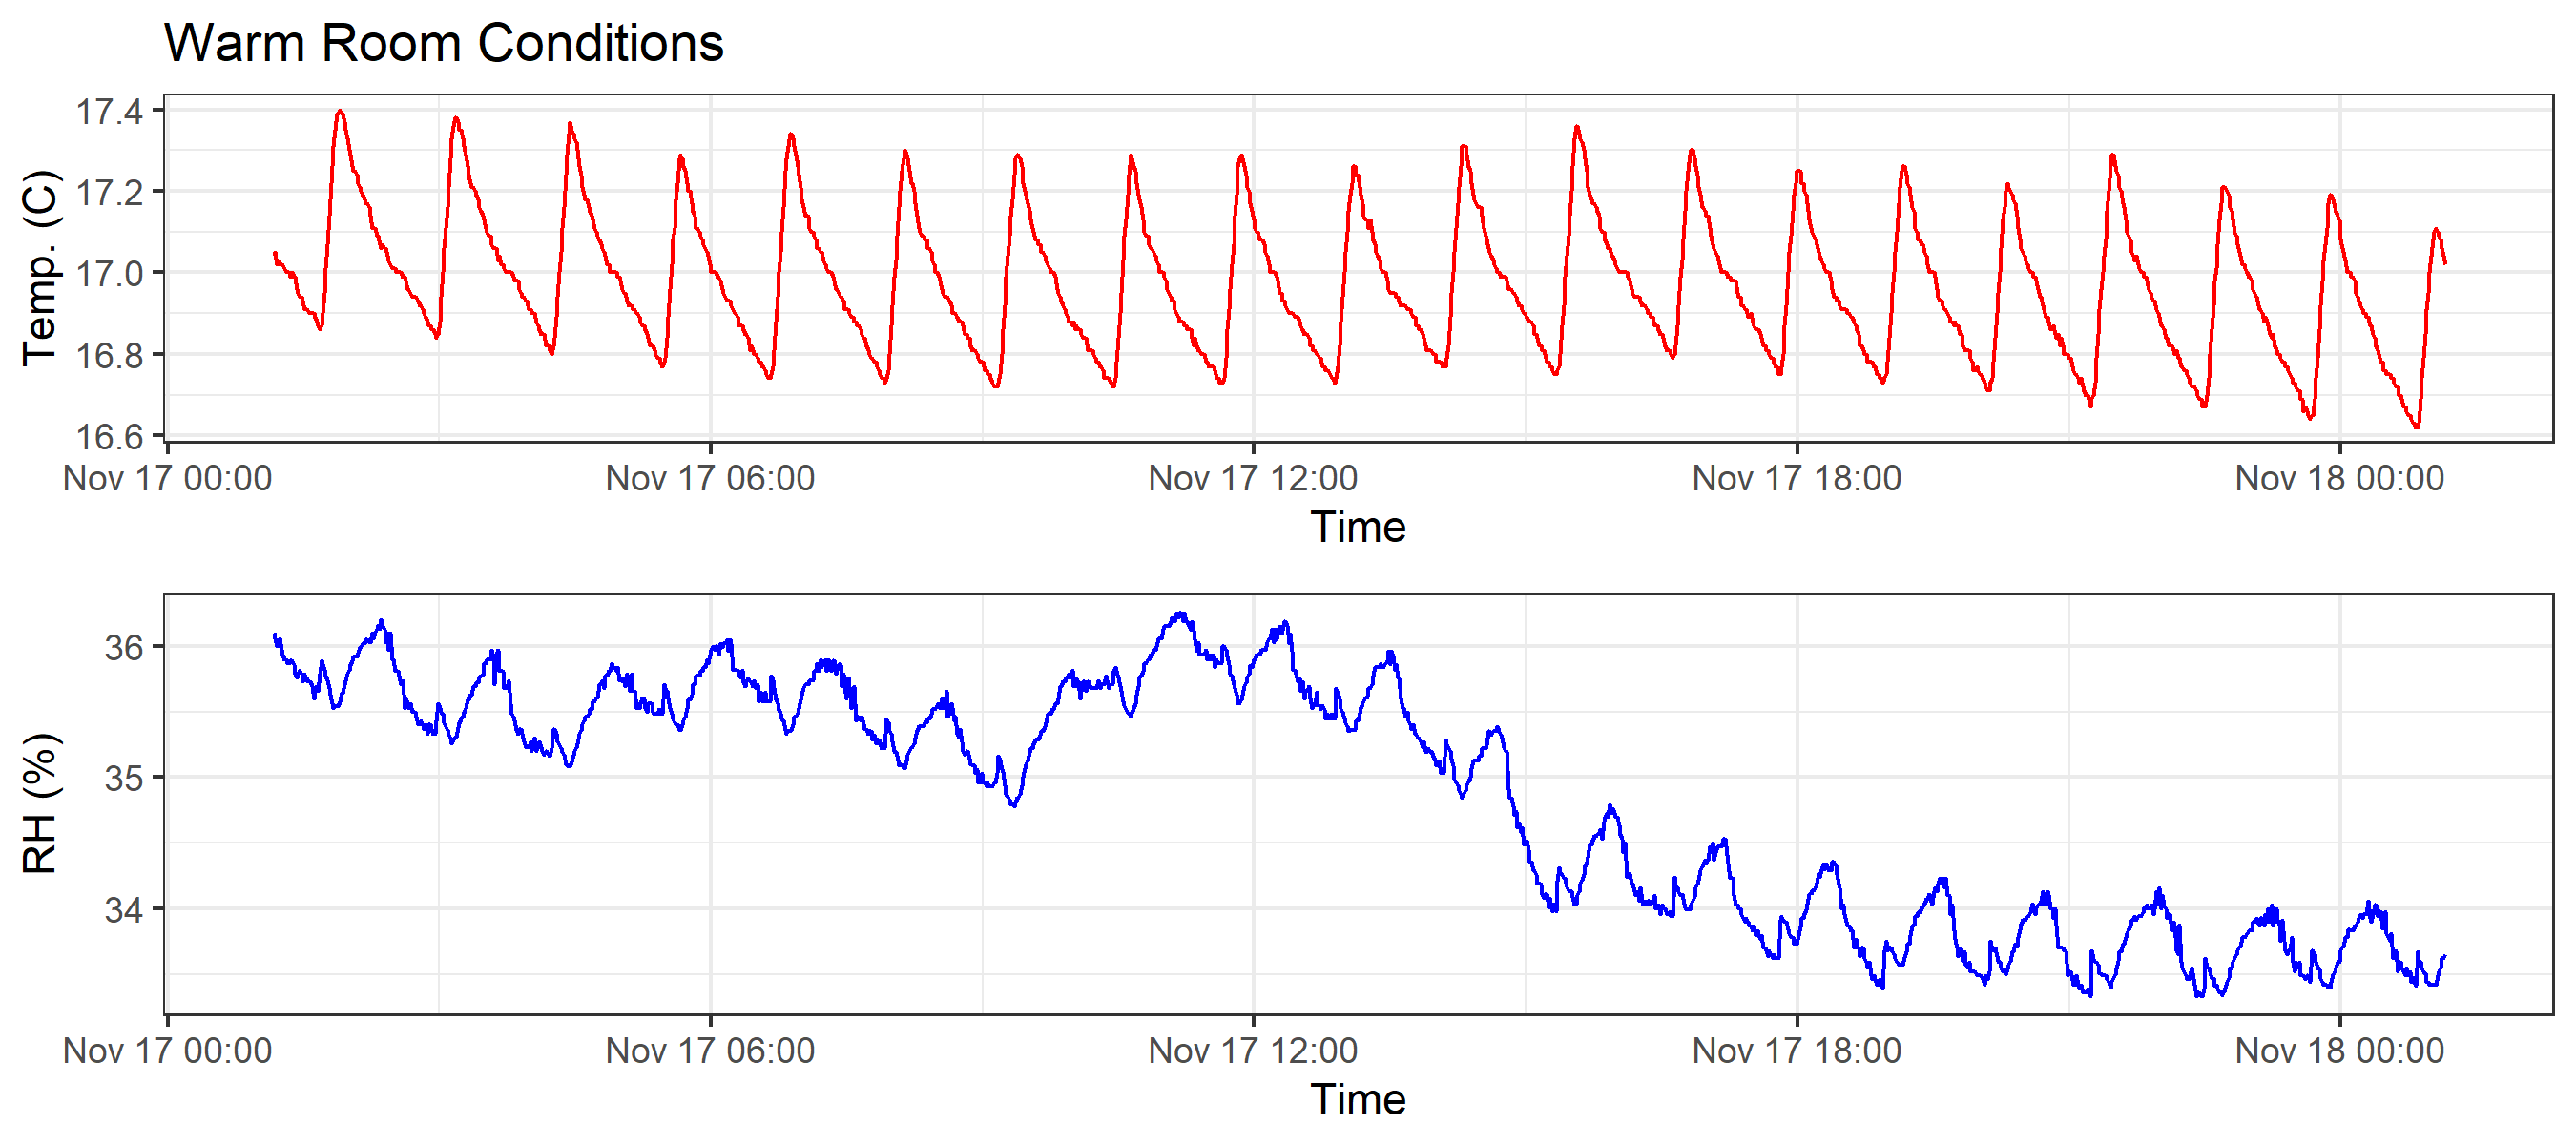 Warm Room Conditions
Temp. (C)
17.4
17.2
17.0
16.8
16.6
Nov 17 00:00 Nov 17 06:00 Nov 17 12:00 Nov 17 18:00 Nov 18 00:00
Time
RH (%)
36
35
34
Nov 17 00:00 Nov 17 06:00 Nov 17 12:00 Nov 17 18:00 Nov 18 00:00
Time